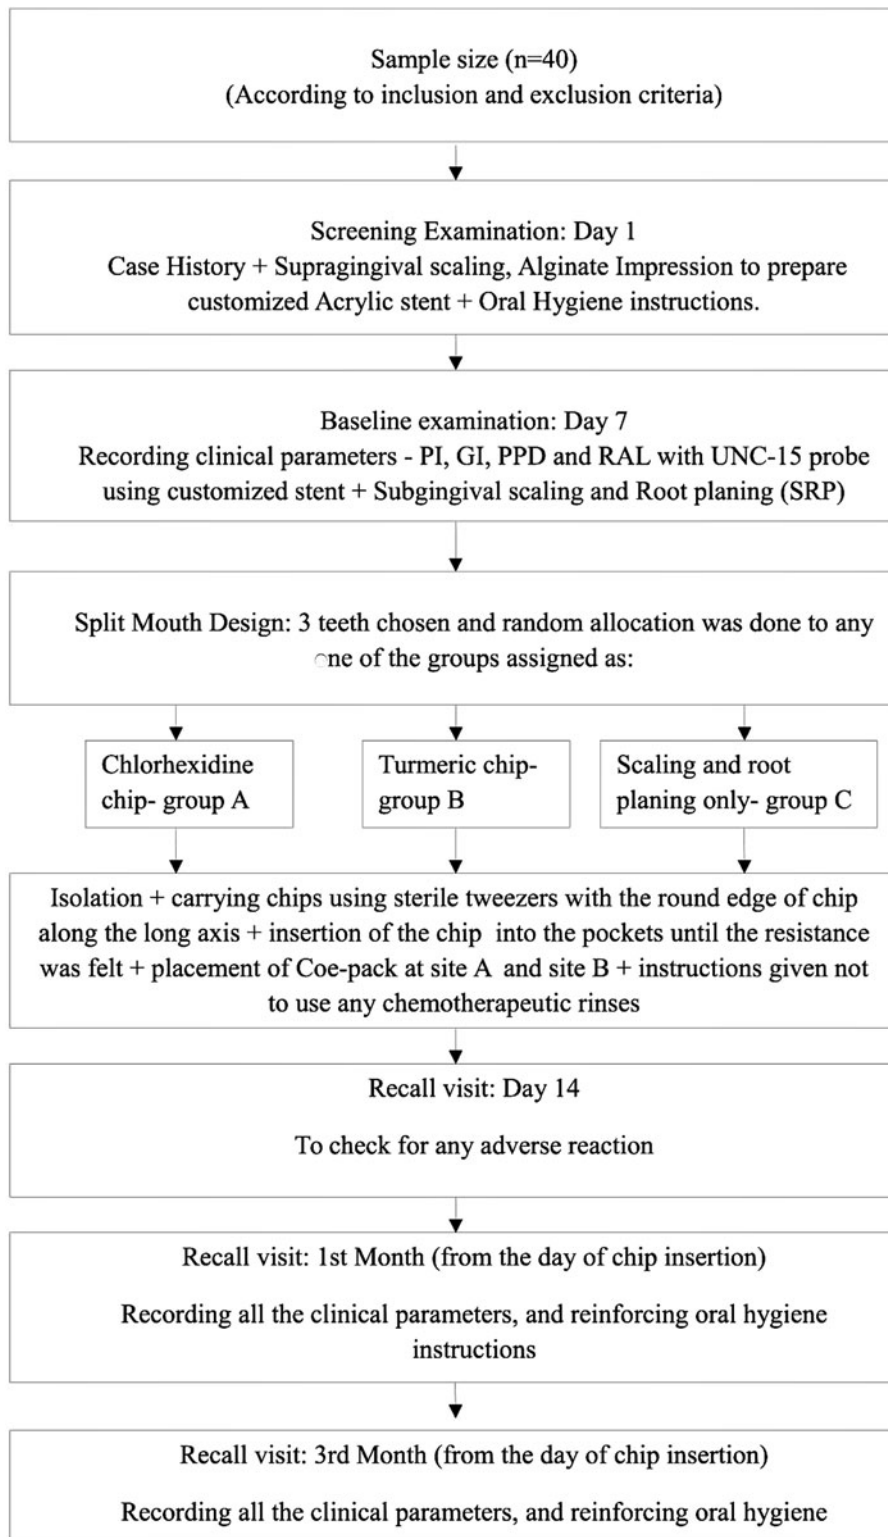 Sample size (n=40)
(According to inclusion and exclusion criteria)
Screening Examination: Day 1
Case History + Supragingival scaling, Alginate Impression to prepare
customized Acrylic stent + Oral Hygiene instructions.
Baseline examination: Day 7
Recording clinical parameters - PI, GI, PPD and RAL with UNC-15 probe
using customized stent + Subgingival scaling and Root planing (SRP)
Split Mouth Design: 3 teeth chosen and random allocation was done to any
one of the groups assigned as:
Chlorhexidine
chip- group A
Turmeric chip-
group B
Scaling and root
planing only- group C
Isolation + carrying chips using sterile tweezers with the round edge of chip
along the long axis + insertion of the chip into the pockets until the resistance
was felt + placement of Coe-pack at site A and site B + instructions given not
to use any chemotherapeutic rinses
Recall visit: Day 14
To check for any adverse reaction
Recall visit: 1st Month (from the day of chip insertion)
Recording all the clinical parameters, and reinforcing oral hygiene
instructions
Recall visit: 3rd Month (from the day of chip insertion)
Recording all the clinical parameters, and reinforcing oral hygiene